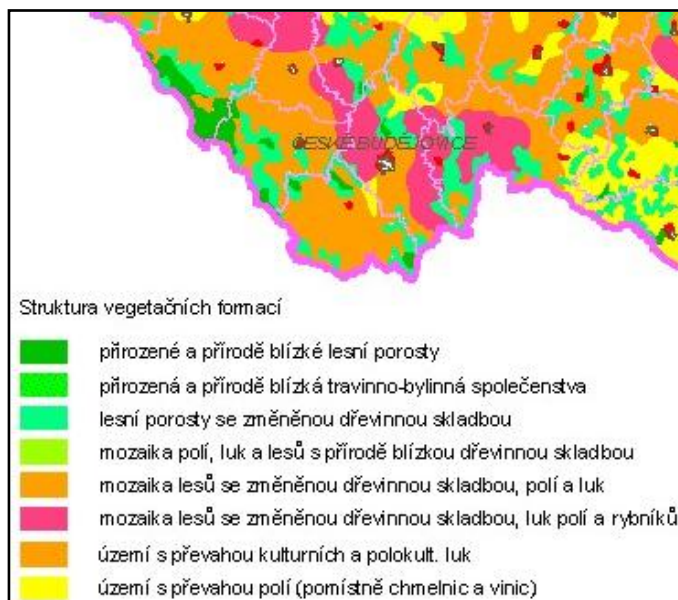 ČESKÉ BUDĚJOVICE
Struktura vegetačních formací
přirozené a přírodě blízké lesní porosty
přirozená a přírodě blízká travinno-bylinná společenstva
lesní porosty se změněnou dřevinnou skladbou
mozaika polí, luk a lesů s přírodě blízkou dřevinnou skladbou
mozaika lesů se změněnou dřevinnou skladbou, polí a luk
mozaika lesů se změněnou dřevinnou skladbou, luk polí a rybníků
území s převahou kulturních a polokult. luk
území s převahou polí (pomístně chmelnic a vinic)